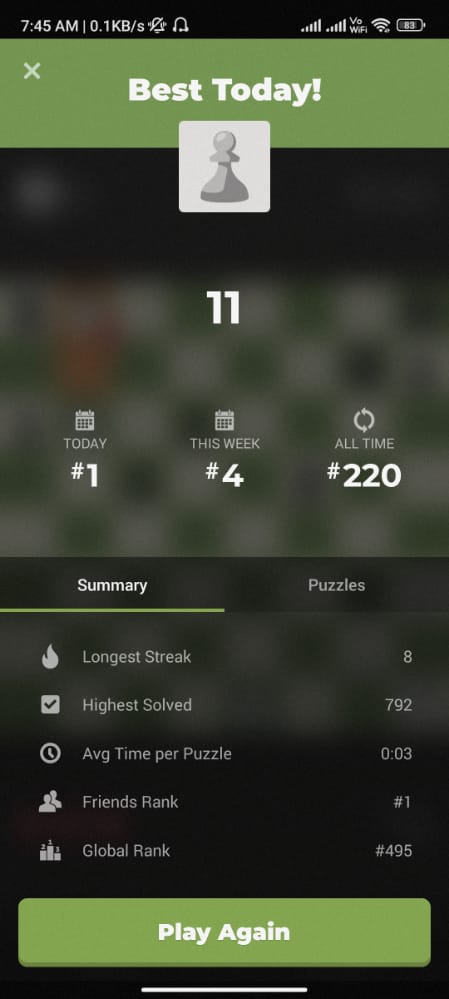 7:45 AM | 0.1KB/s
Vo
WiFi
83
Best Today!
11
TODAY
THIS WEEK
ALL TIME
#1
#4
#220
Summary
Puzzles
Longest Streak
8
Highest Solved
792
Avg Time per Puzzle
0:03
Friends Rank
#1
Global Rank
#495
Play Again